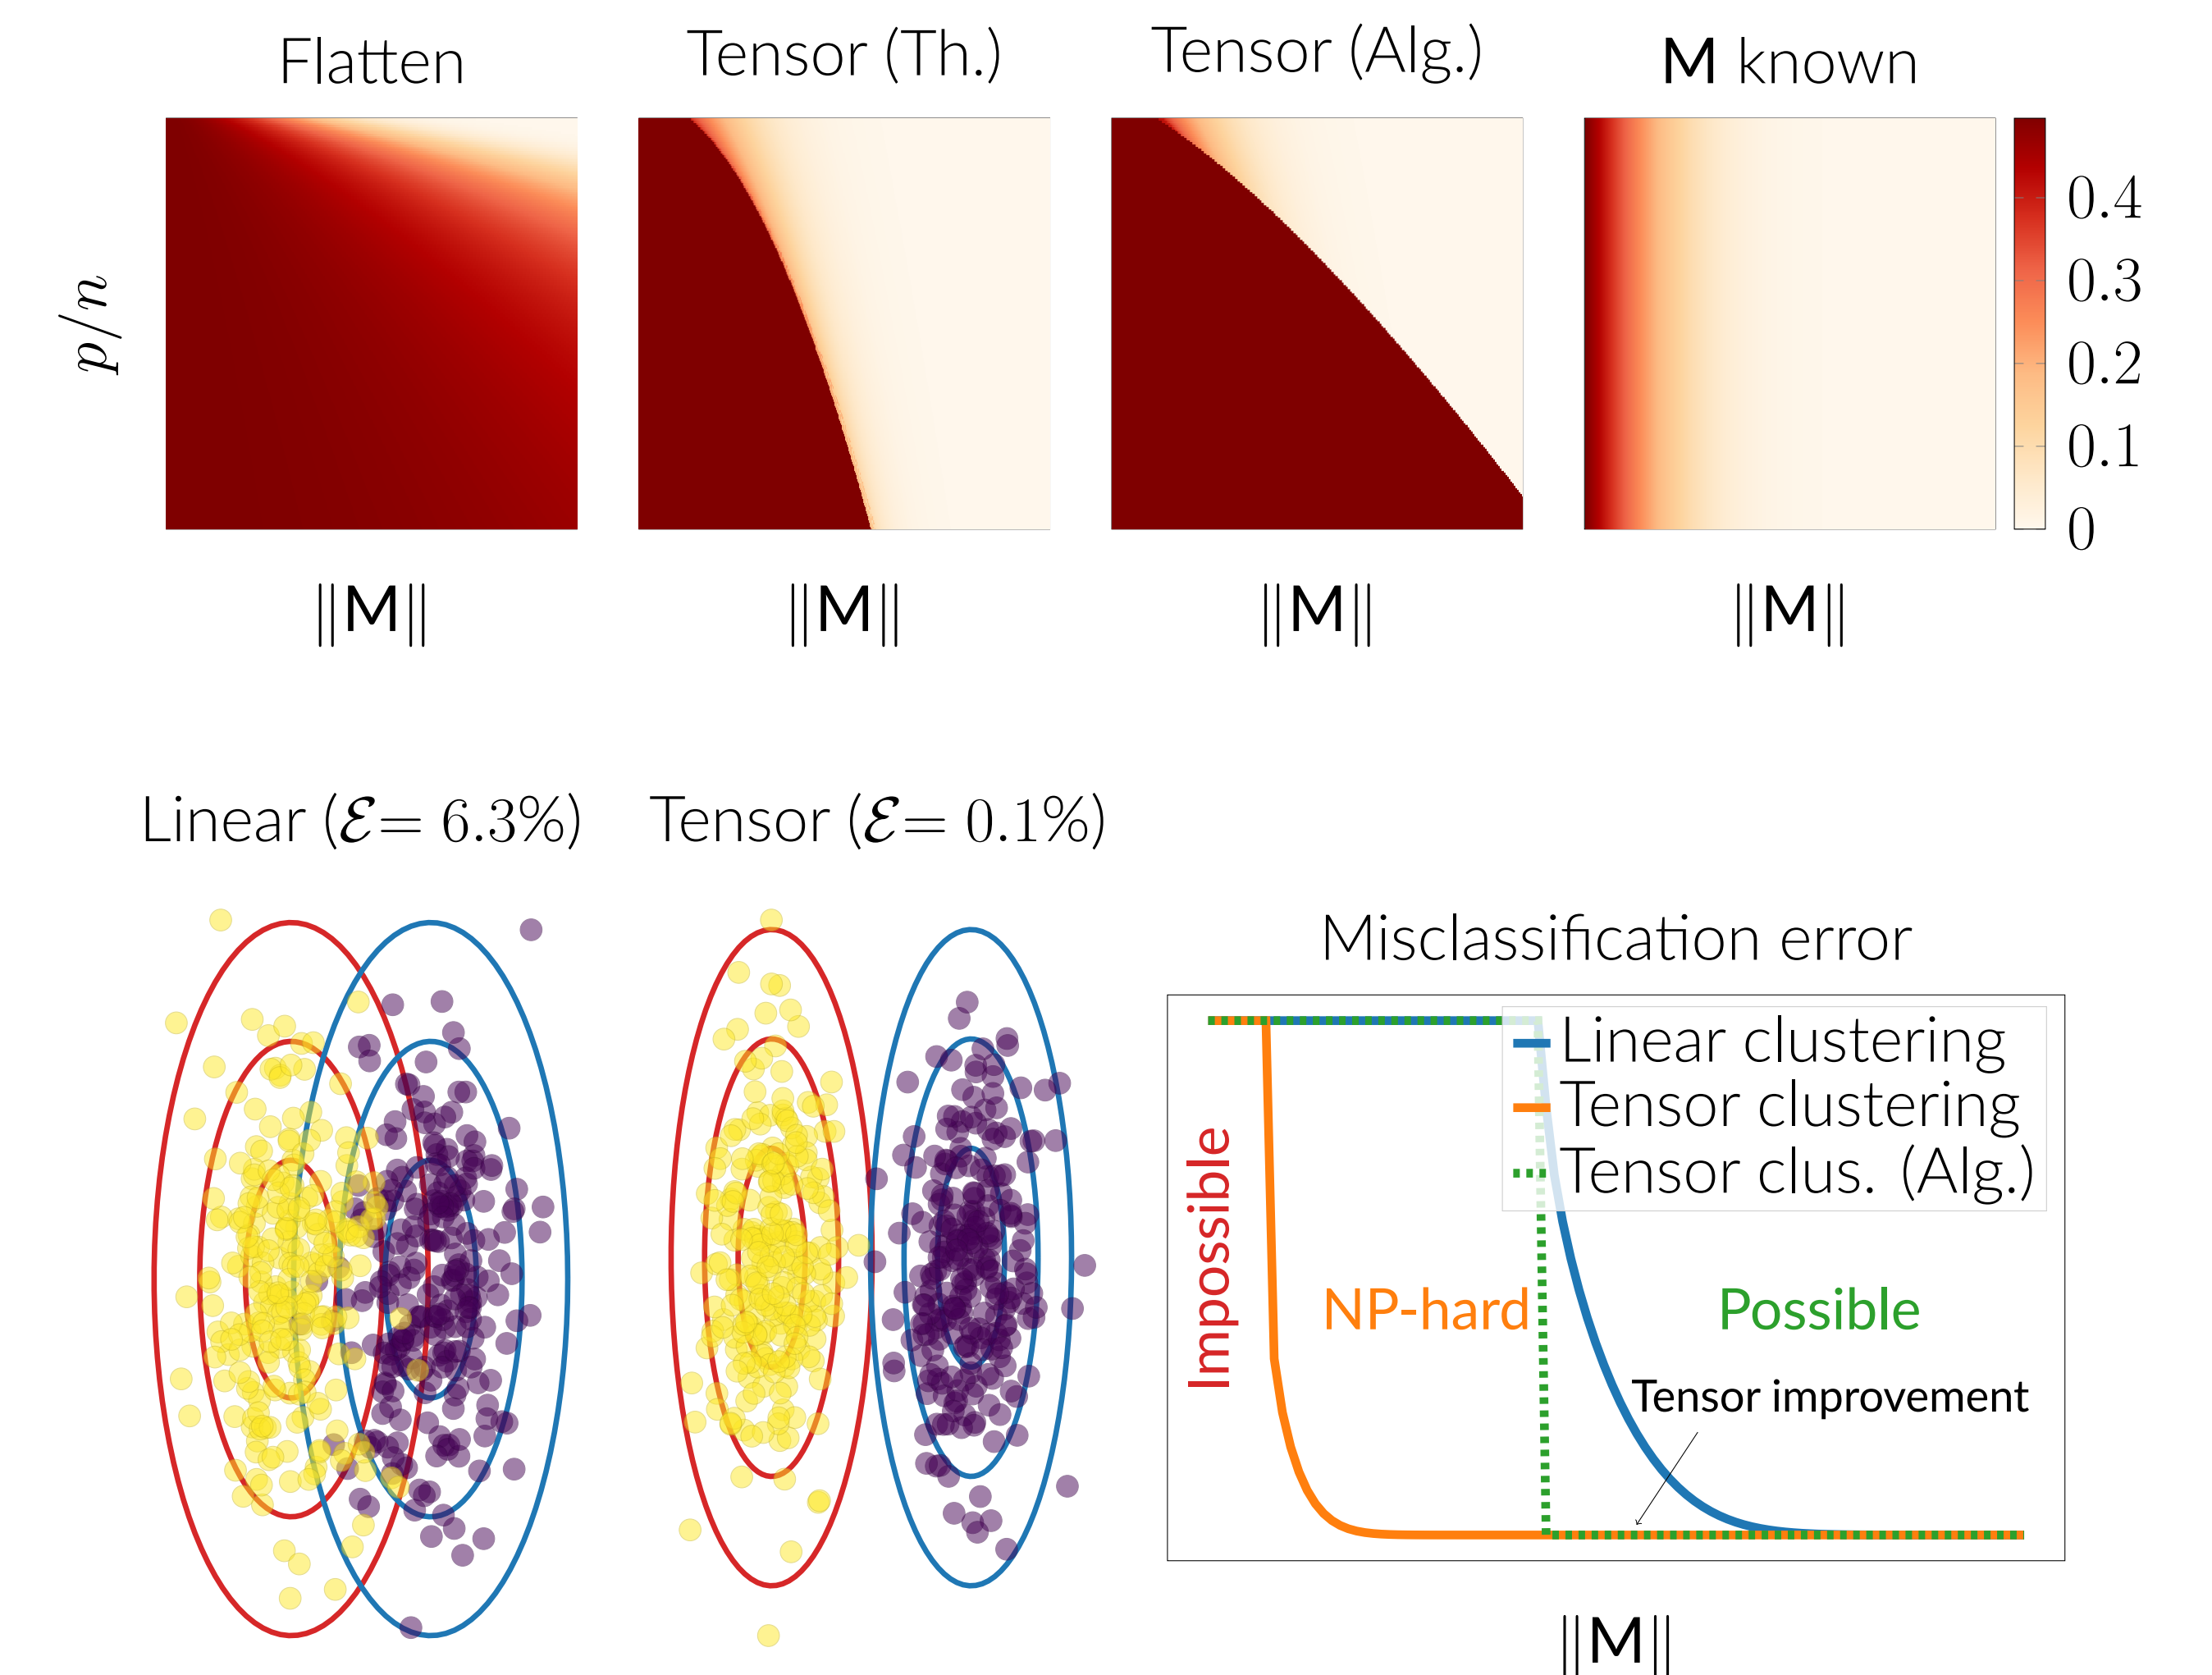 Flatten
Tensor (Th.)
Tensor (Alg.)
M known
p/n
0.4
0.3
0.2
0.1
0
||M||
||M||
||M||
||M||
Linear (ℰ= 6.3%)
Tensor (ℰ= 0.1%)
Misclassification error
Linear clustering
Tensor clustering
Tensor clus. (Alg.)
Impossible
NP-hard
Possible
Tensor improvement
||M||